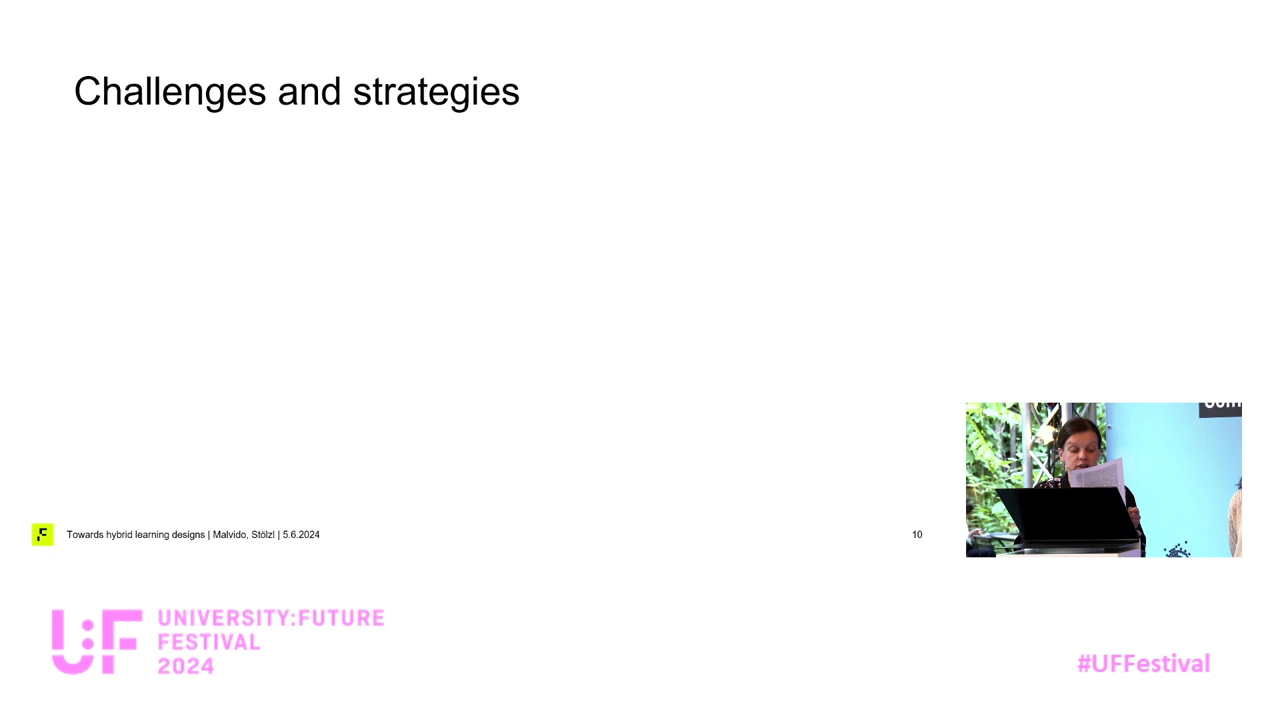 Challenges and strategies
Towards hybrid learning designs | Malvido, Stölzl | 5.6.2024
10
U:F
UNIVERSITY:FUTURE
FESTIVAL
2024
#UFFestival